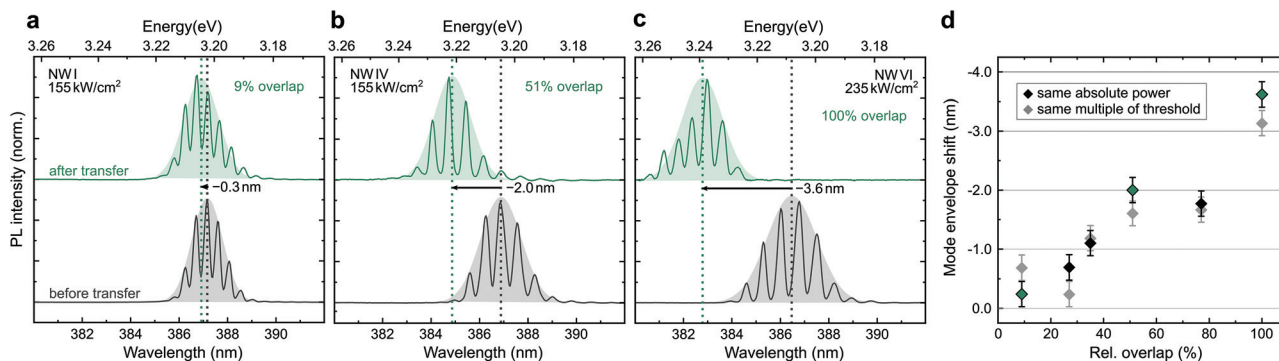 a
Energy(eV)
3.26 3.24 3.22 3.20 3.18
NW I
155 kW/cm²
9% overlap
after transfer
−0.3 nm
before transfer
PL intensity (norm.)
382 384 386 388 390
Wavelength (nm)
b
Energy(eV)
3.26 3.24 3.22 3.20 3.18
NW IV
155 kW/cm²
51% overlap
−2.0 nm
382 384 386 388 390
Wavelength (nm)
c
Energy(eV)
3.26 3.24 3.22 3.20 3.18
NW VI
235 kW/cm²
100% overlap
−3.6 nm
382 384 386 388 390
Wavelength (nm)
d
Mode envelope shift (nm)
-4.0
-3.0
-2.0
-1.0
0.0
same absolute power
same multiple of threshold
0 20 40 60 80 100
Rel. overlap (%)